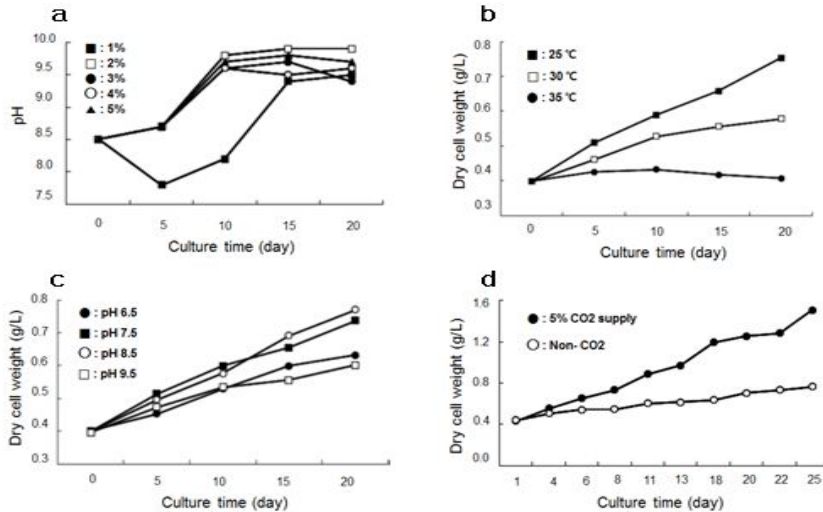 a
10.0
9.5
9.0
8.5
8.0
7.5
pH
: 1%
: 2%
: 3%
: 4%
: 5%
0 5 10 15 20
Culture time (day)
b
0.8
0.7
0.6
0.5
0.4
0.3
Dry cell weight (g/L)
: 25 ℃
: 30 ℃
: 35 ℃
0 5 10 15 20
Culture time (day)
c
0.8
0.7
0.6
0.5
0.4
0.3
Dry cell weight (g/L)
: pH 6.5
: pH 7.5
: pH 8.5
: pH 9.5
0 5 10 15 20
Culture time (day)
d
1.6
1.2
0.8
0.4
0.0
Dry cell weight (g/L)
: 5% CO2 supply
: Non- CO2
1 4 6 8 11 13 18 20 22 25
Culture time (day)